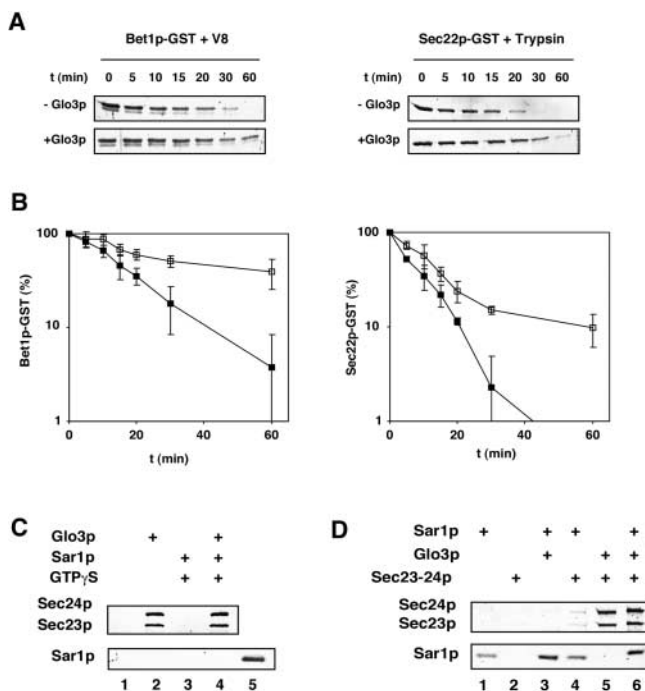 A
Bet1p-GST + V8
t (min) 0 5 10 15 20 30 60
- Glo3p
+Glo3p
Sec22p-GST + Trypsin
t (min) 0 5 10 15 20 30 60
- Glo3p
+Glo3p
B
100
10
1
Bet1p-GST (%)
0 20 40 60
t (min)
100
10
1
Sec22p-GST (%)
0 20 40 60
t (min)
C
Glo3p + +
Sar1p + +
GTPγS + +
Sec24p
Sec23p
Sar1p
1 2 3 4 5
D
Sar1p + + + +
Glo3p + + +
Sec23-24p + + + +
Sec24p
Sec23p
Sar1p
1 2 3 4 5 6